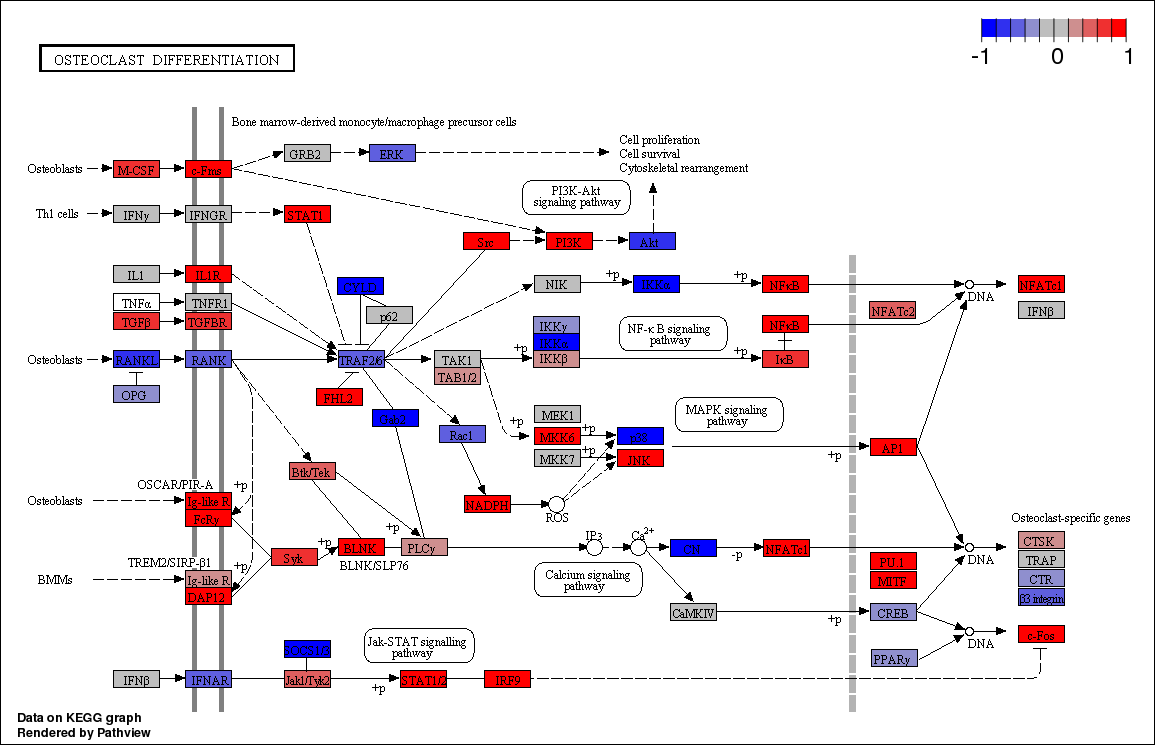 -1 0 1
OSTEOCLAST DIFFERENTIATION
Bone marrow-derived monocyte/macrophage precursor cells
Cell proliferation
Cell survival
Cytoskeletal rearrangement
Osteoblasts M-CSF c-Fms GRB2 ERK
PI3K-Akt
signaling pathway
Th1 cells IFNγ IFNGR STAT1
Src PI3K Akt
IL1 IL1R
NIK +p IKKα +p NFκB DNA NFATc1
CYLD
TNFα TNFR1
p62
NFATc2 IFNβ
TGFβ TGFBR
IKKγ NF-κB signaling
pathway
NFκB
Osteoblasts RANKL RANK TRAF2/6 TAK1 +p IKKβ +p IκB
TAB1/2
OPG
FHL2
MAPK signaling
pathway
Gab2
MEK1
Rac1 +p MKK6 +p
MKK7 +p JNK +p AP1
Btk/Tek
OSCAR/PIR-A +p
Osteoblasts Ig-like R
FcRγ
NADPH ROS
+p
IP3 Ca2+
Osteoclast-specific genes
Syk +p BLNK PLCγ CN -p NFATc1 DNA CTSK
BLNK/SLP76
TREM2/SIRP-β1 +p
PU.1 TRAP
BMMs Ig-like R
DAP12
Calcium signaling
pathway
MITF CTR
β3 integrin
CaMKIV +p CREB
DNA c-Fos
Jak-STAT signalling
pathway
SOCS1/3
PPARγ
IFNβ IFNAR Jak1/Tyk2 +p STAT1/2 IRF9
Data on KEGG graph
Rendered by Pathview